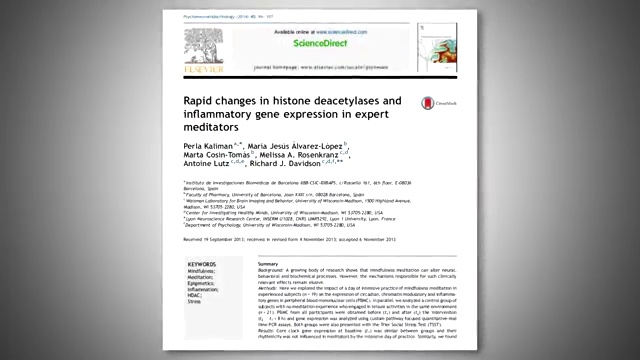 Psychoneuroendocrinology (2014) 40, 96—107
Available online at www.sciencedirect.com
ScienceDirect
journal homepage: www.elsevier.com/locate/psyneuen
ELSEVIER
Rapid changes in histone deacetylases and
inflammatory gene expression in expert
meditators
CrossMark
Perla Kaliman a,*, María Jesús Álvarez-López b,
Marta Cosín-Tomás b, Melissa A. Rosenkranz c,d,
Antoine Lutz c,d,e, Richard J. Davidson c,d,f,**
a Institute de Investigaciones Biomédicas de Barcelona IIBB-CSIC-IDIBAPS, c/Rosselló 161, 6th floor, E-08036
Barcelona, Spain
b Faculty of Pharmacy, University of Barcelona, Joan XXIII s/n, 08028 Barcelona, Spain
c Waisman Laboratory for Brain Imaging and Behavior, University of Wisconsin-Madison, 1500 Highland Avenue,
Madison, WI 53705-2280, USA
d Center for Investigating Healthy Minds, University of Wisconsin-Madison, WI 53705-2280, USA
e Lyon Neuroscience Research Center, INSERM U1028, CNRS UMR5292, Lyon 1 University, Lyon, France
f Department of Psychology, University of Wisconsin-Madison, WI 53705-2280, USA
Received 19 September 2013; received in revised form 4 November 2013; accepted 6 November 2013
KEYWORDS
Mindfulness;
Meditation;
Epigenetics;
Inflammation;
HDAC;
Stress
Summary
Background: A growing body of research shows that mindfulness meditation can alter neural,
behavioral and biochemical processes. However, the mechanisms responsible for such clinically
relevant effects remain elusive.
Methods: Here we explored the impact of a day of intensive practice of mindfulness meditation in
experienced subjects (n = 19) on the expression of circadian, chromatin modulatory and inflamma-
tory genes in peripheral blood mononuclear cells (PBMC). In parallel, we analyzed a control group of
subjects with no meditation experience who engaged in leisure activities in the same environment
(n = 21). PBMC from all participants were obtained before (t1) and after (t2) the intervention
(t2 − t1 = 8 h) and gene expression was analyzed using custom pathway focused quantitative-real
time PCR assays. Both groups were also presented with the Trier Social Stress Test (TSST).
Results: Core clock gene expression at baseline (t1) was similar between groups and their
rhythmicity was not influenced in meditators by the intensive day of practice. Similarly, we found